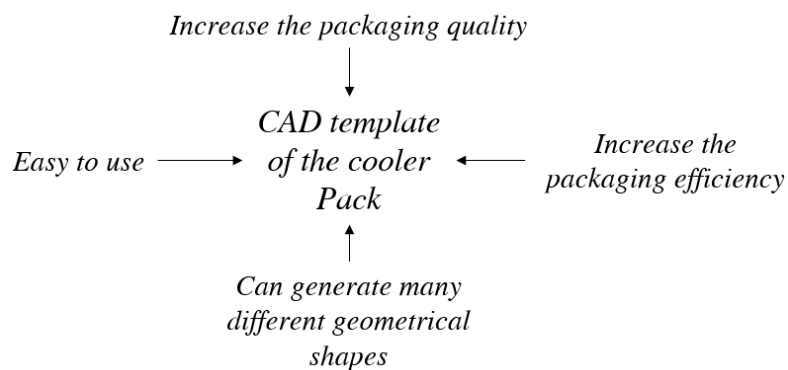 Increase the packaging quality
CAD template
of the cooler
Pack
Easy to use
Increase the
packaging efficiency
Can generate many
different geometrical
shapes